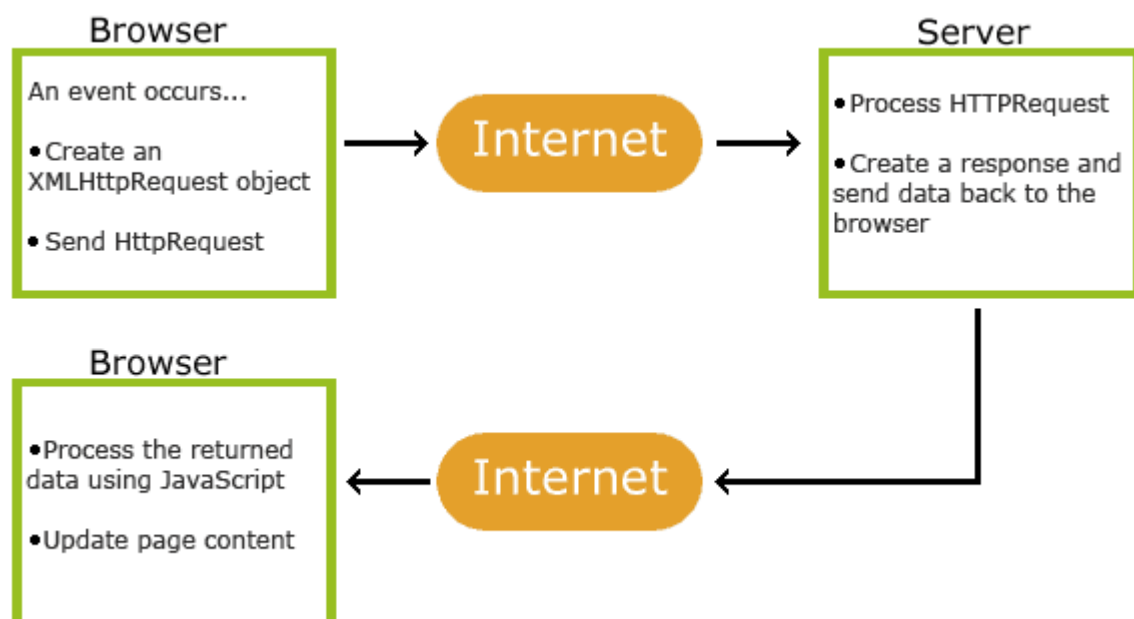 Browser
An event occurs...
•Create an
XMLHttpRequest object
• Send HttpRequest
Internet
Server
•Process HTTPRequest
•Create a response and
send data back to the
browser
Browser
•Process the returned
data using JavaScript
•Update page content
Internet